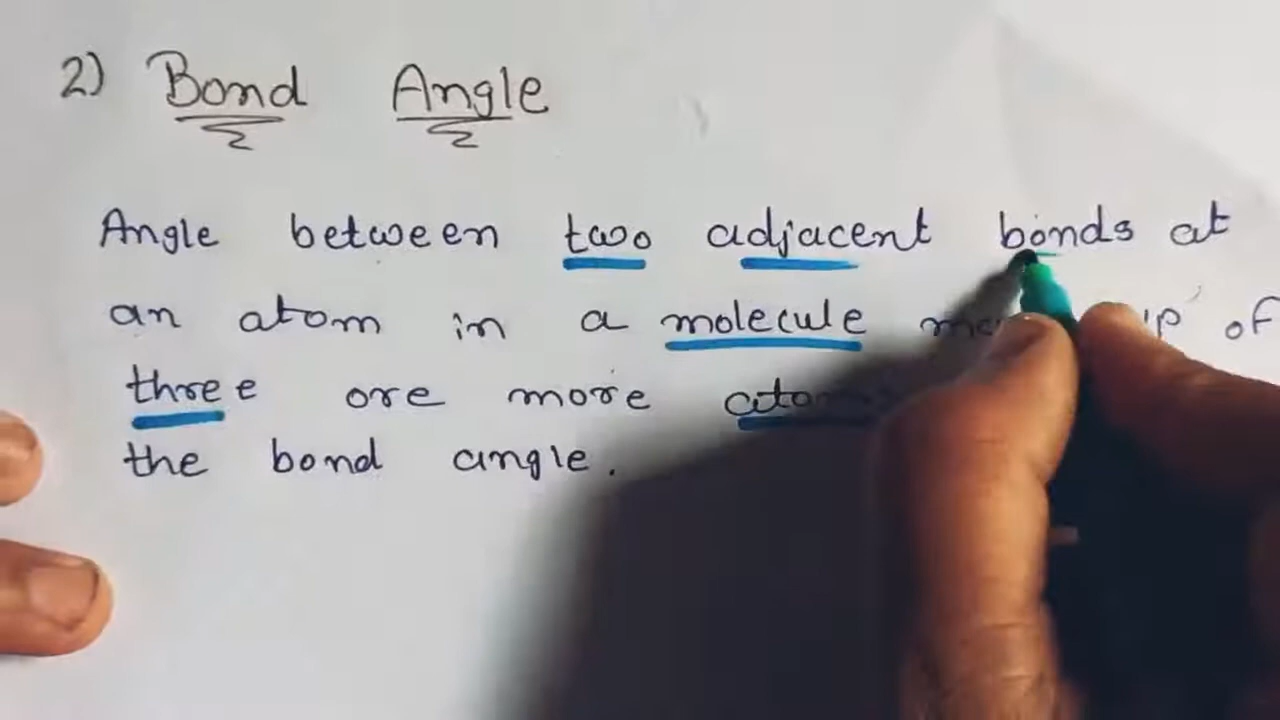 2) Bond Angle
Angle between two adjacent bonds at
an atom in a molecule of
three ore more
the bond angle.